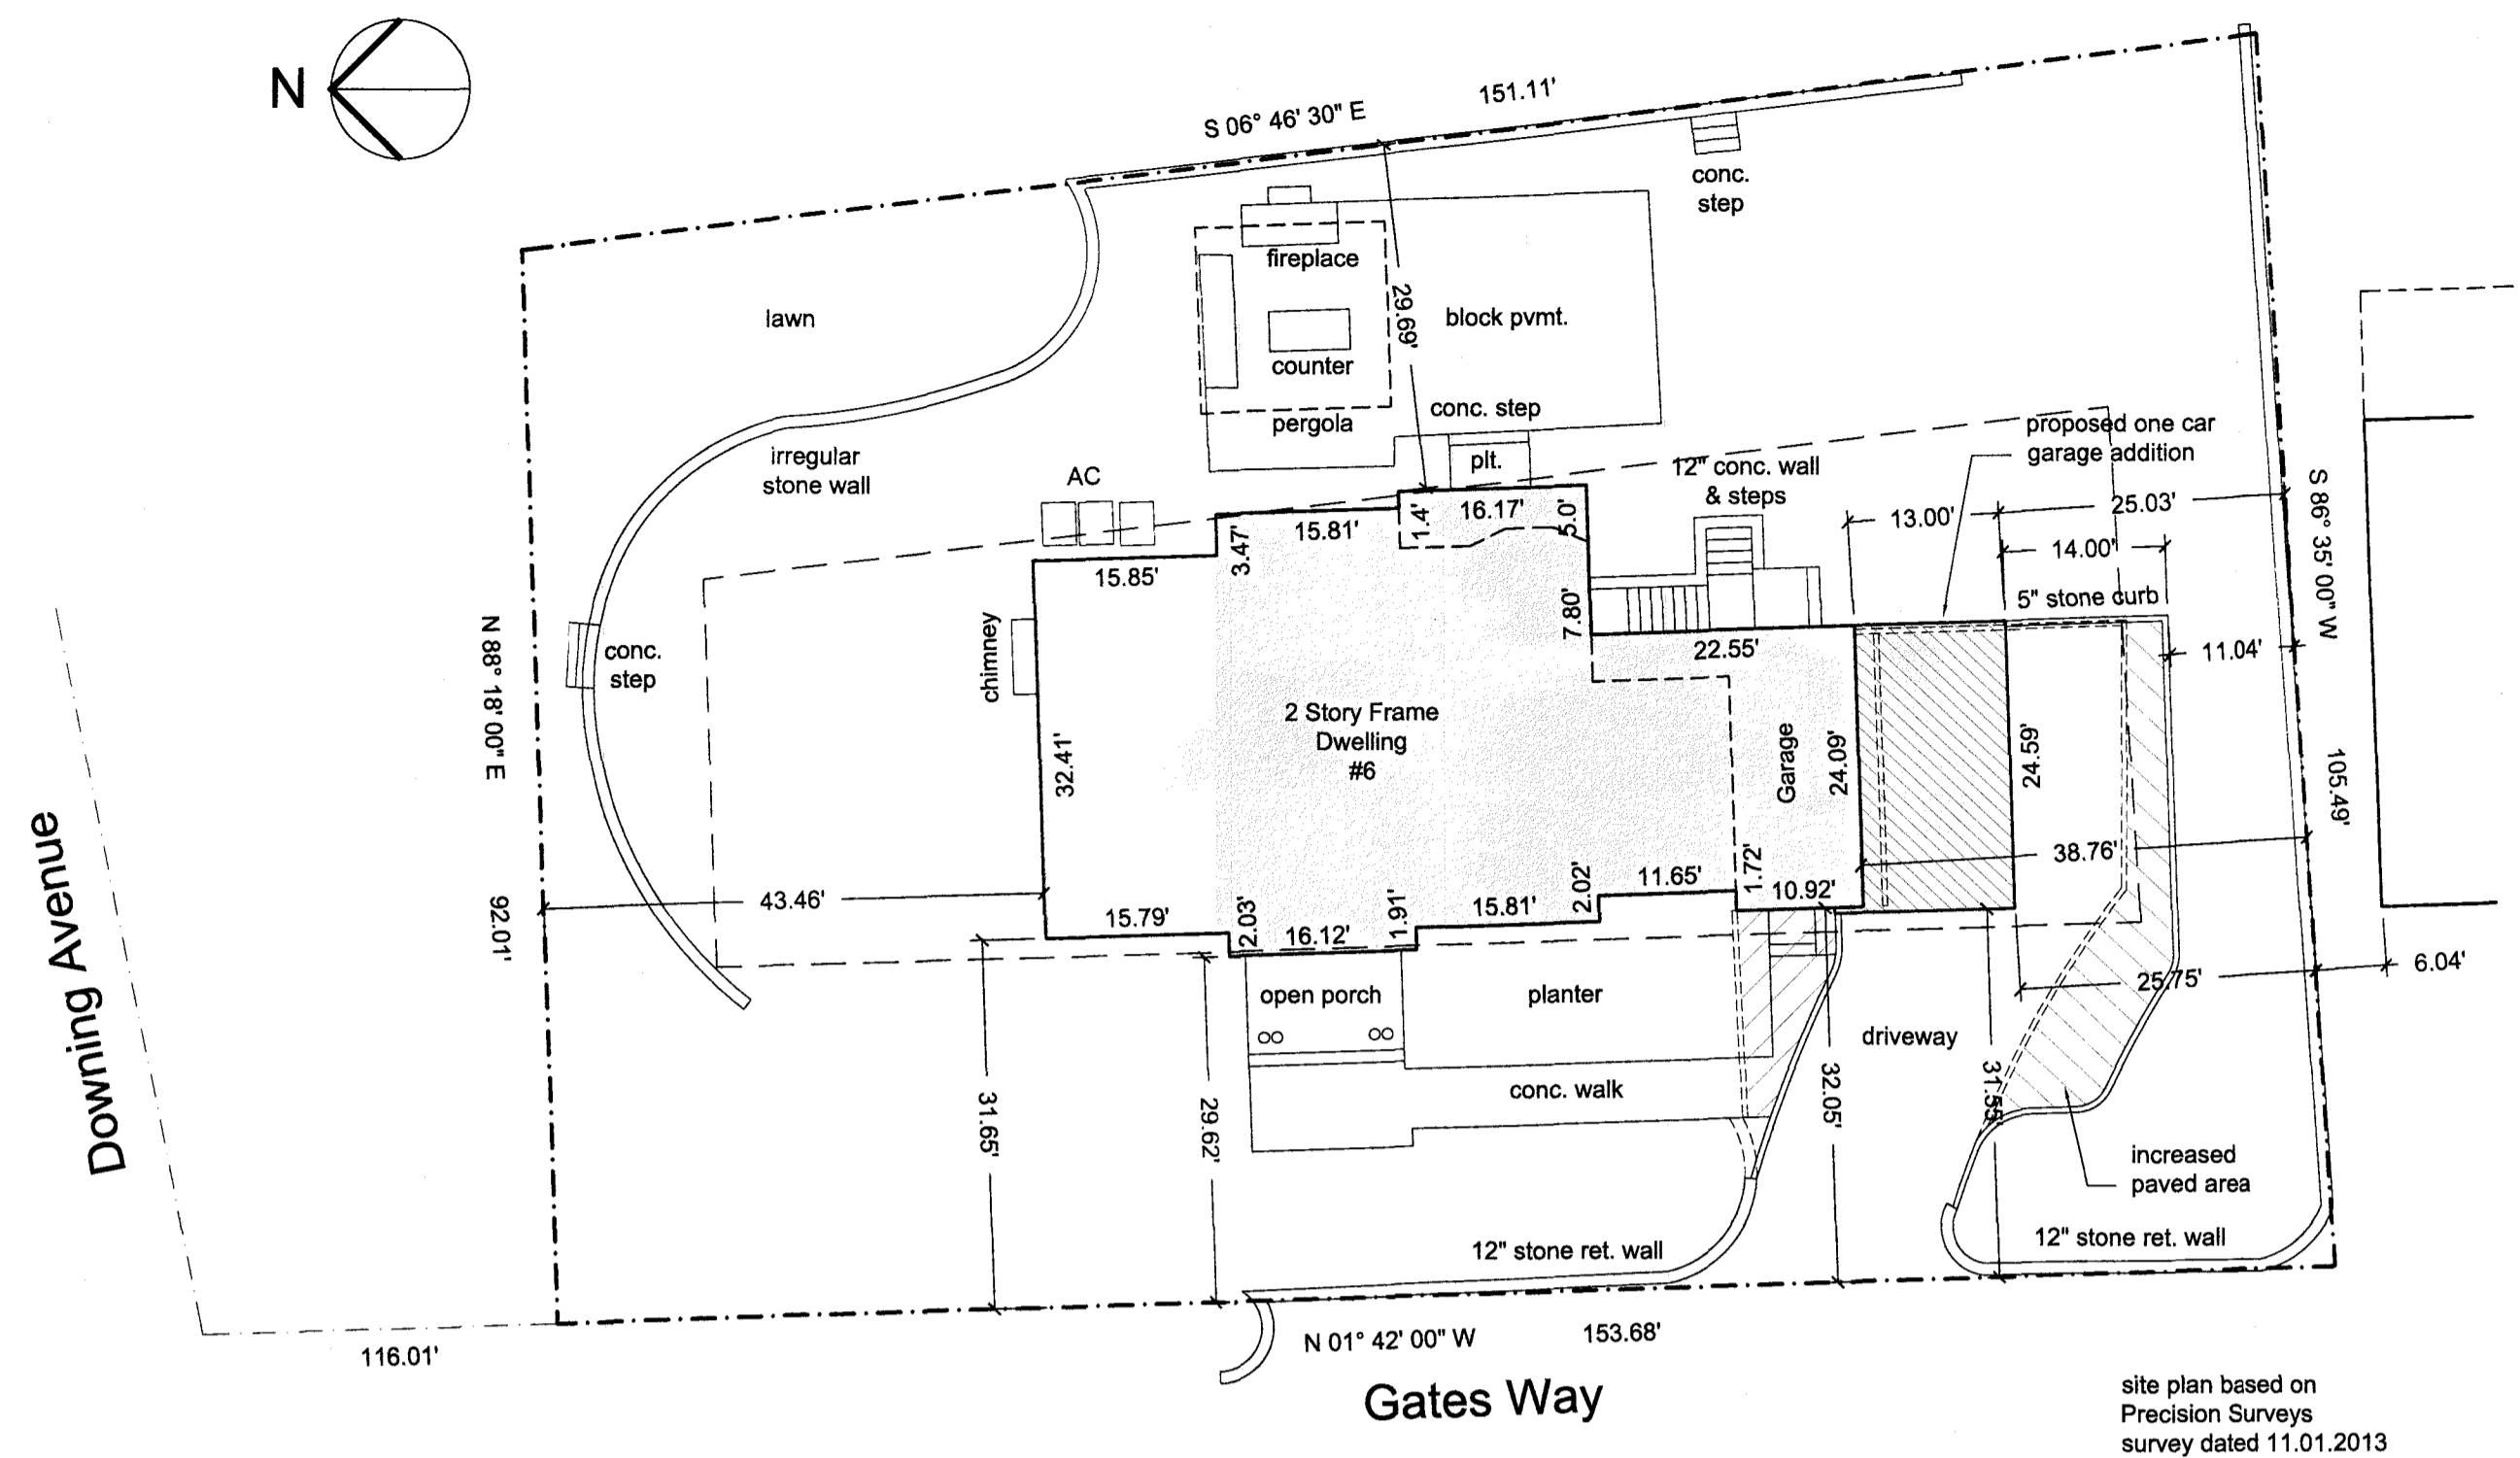 N
S 06° 46' 30" E
151.11'
conc.
step
fireplace
lawn
29.69'
block pvmt.
counter
conc. step
pergola
proposed one car
garage addition
irregular
stone wall
AC
plt.
12" conc. wall
& steps
S 86° 35' 00" W
15.81'
1.4'
16.17'
5.0'
13.00'
25.03'
14.00'
3.47'
15.85'
7.80'
5" stone curb
N 88° 18' 00" E
conc.
step
chimney
22.55'
11.04'
2 Story Frame
Dwelling
#6
32.41'
Garage
24.09'
24.59'
105.49'
Downing Avenue
38.76'
92.01'
43.46'
15.79'
2.03'
16.12'
1.91'
15.81'
2.02'
11.65'
1.72'
10.92'
6.04'
25.75'
open porch
planter
driveway
conc. walk
31.65'
29.62'
32.05'
31.55'
increased
paved area
12" stone ret. wall
12" stone ret. wall
N 01° 42' 00" W
153.68'
116.01'
Gates Way
site plan based on
Precision Surveys
survey dated 11.01.2013